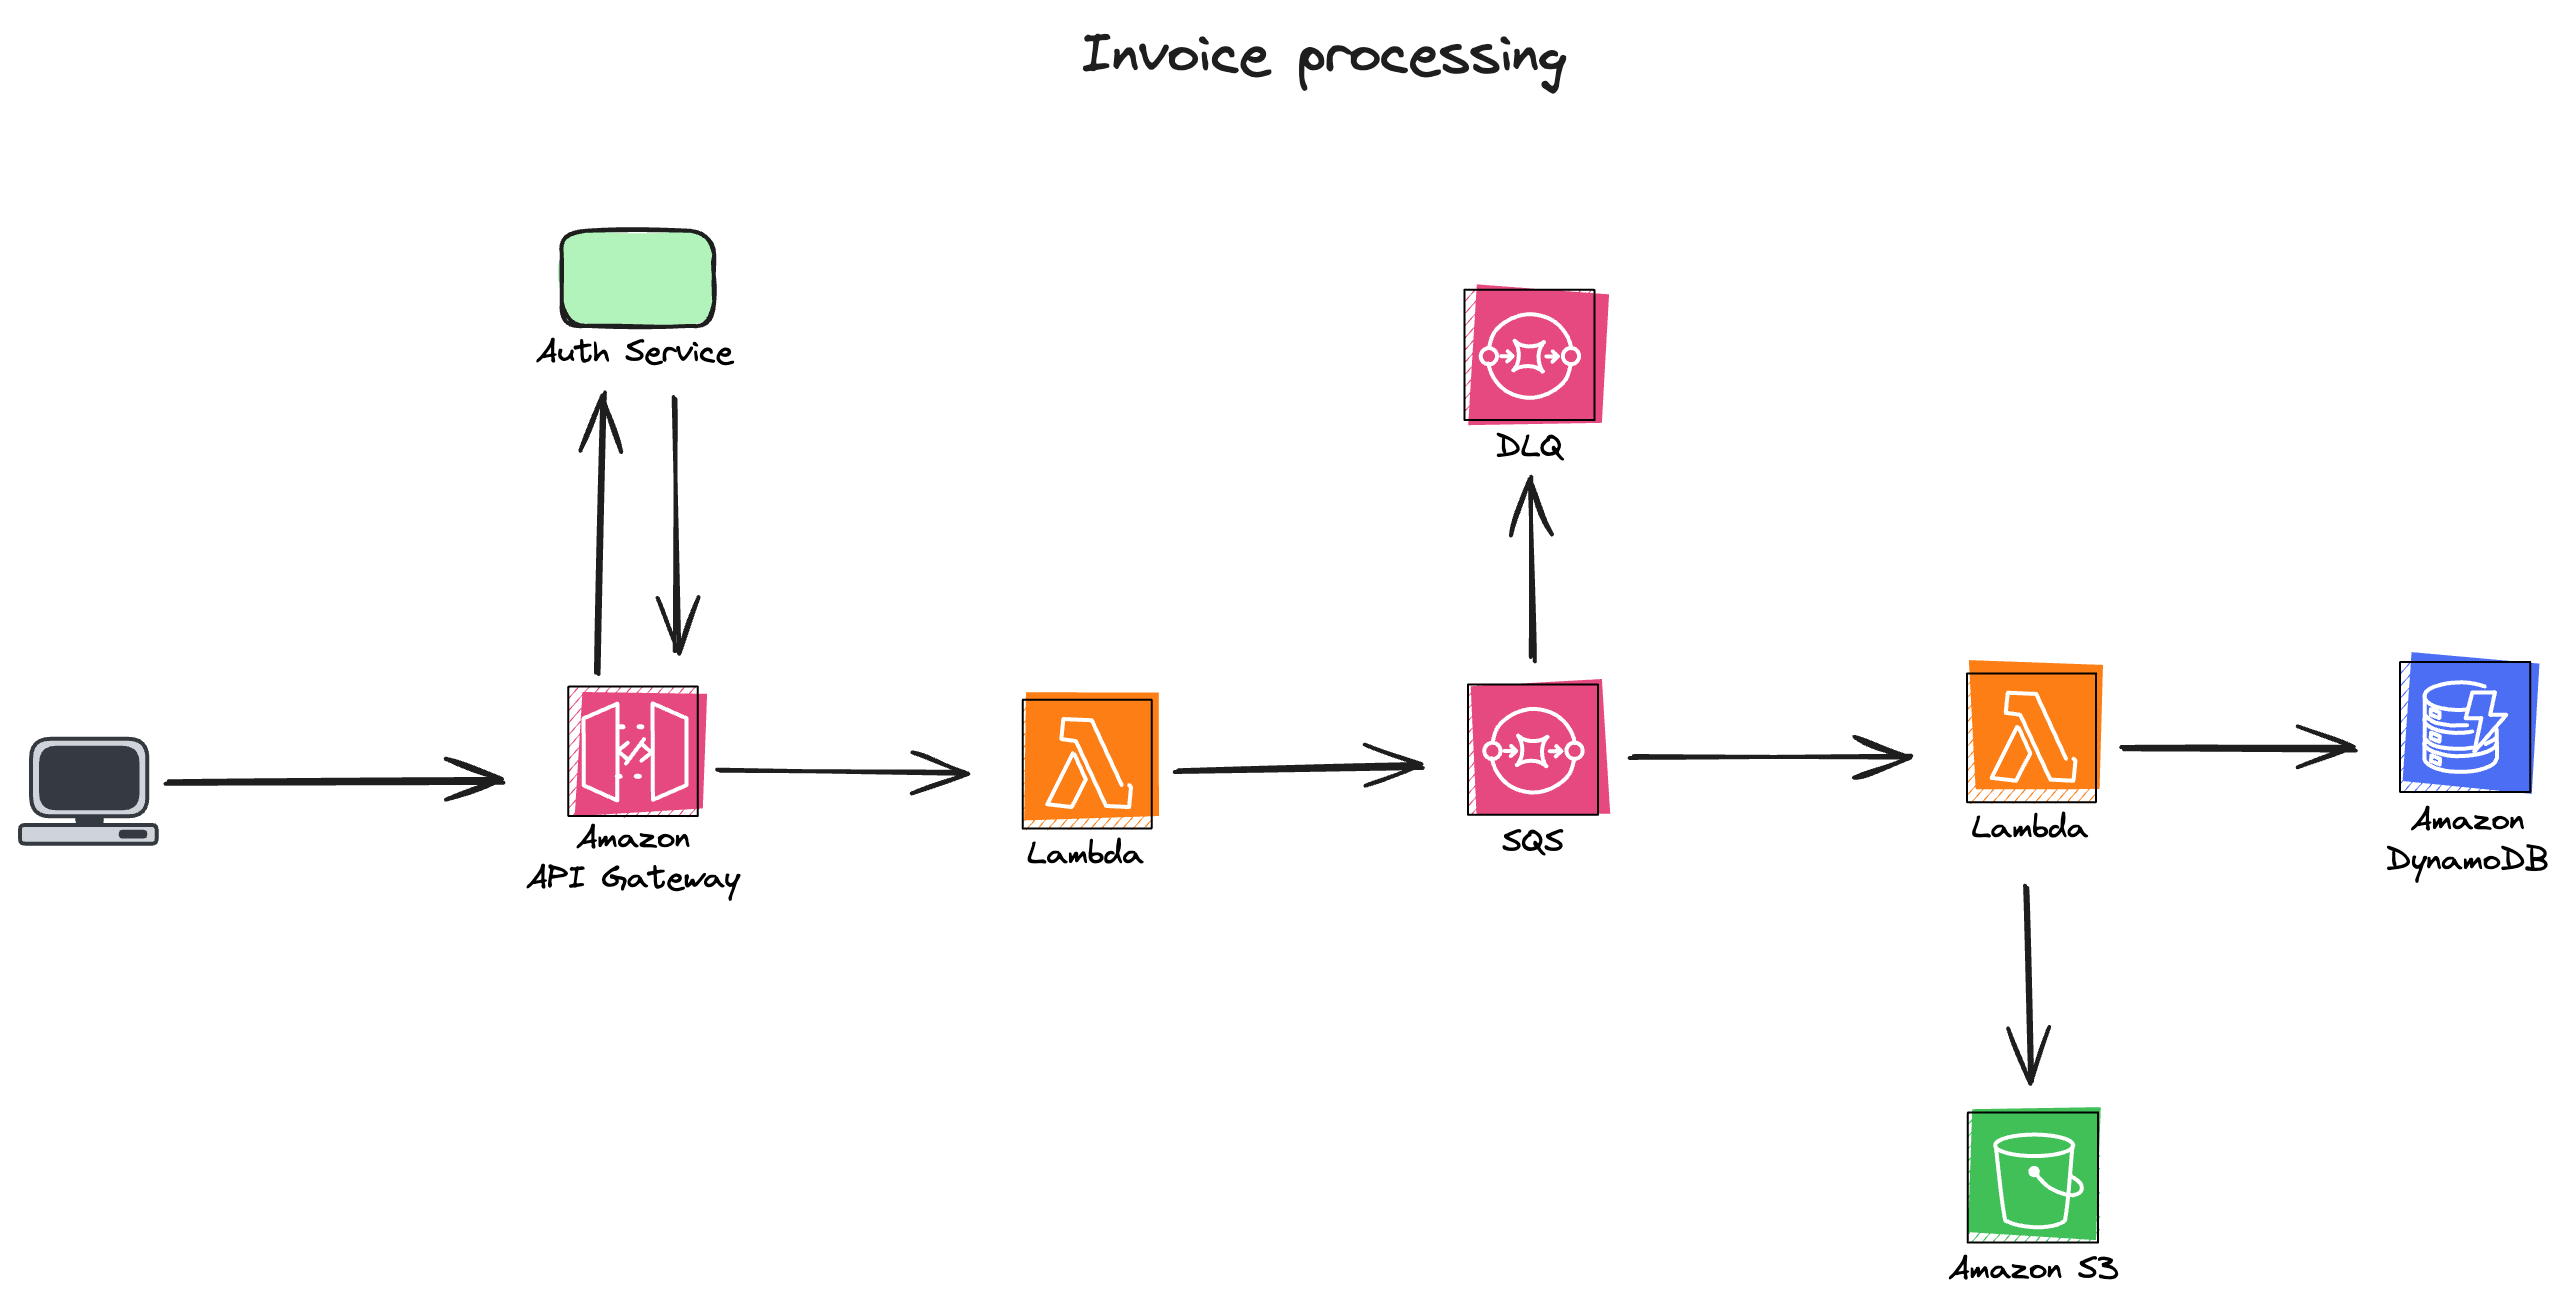 Invoice processing
Auth Service
DLQ
Amazon
API Gateway
Lambda
SQS
Lambda
Amazon
DynamoDB
Amazon S3